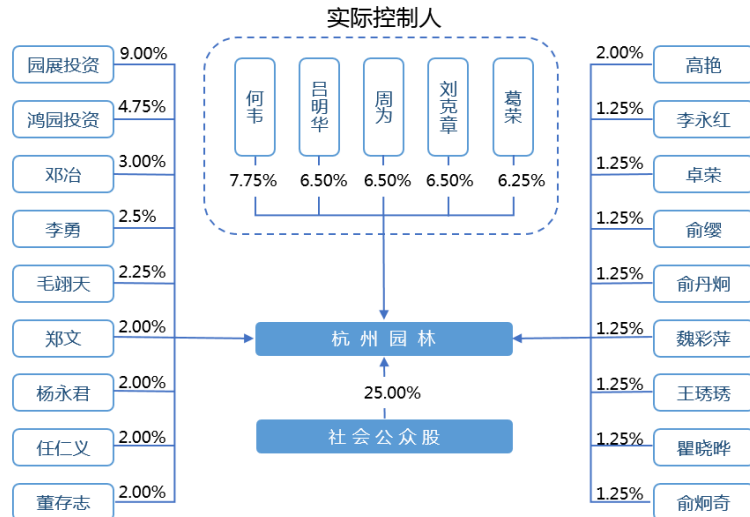 实际控制人
园展投资
9.00%
鸿园投资
4.75%
邓冶
3.00%
李勇
2.5%
毛翊天
2.25%
郑文
2.00%
杨永君
2.00%
任仁义
2.00%
董存志
2.00%
何韦
吕明华
周为
刘克章
葛荣
7.75%
6.50%
6.50%
6.50%
6.25%
杭州园林
25.00%
社会公众股
2.00%
高艳
1.25%
李永红
1.25%
卓荣
1.25%
俞缨
1.25%
俞丹炯
1.25%
魏彩萍
1.25%
王琇琇
1.25%
瞿晓晔
1.25%
俞炯奇